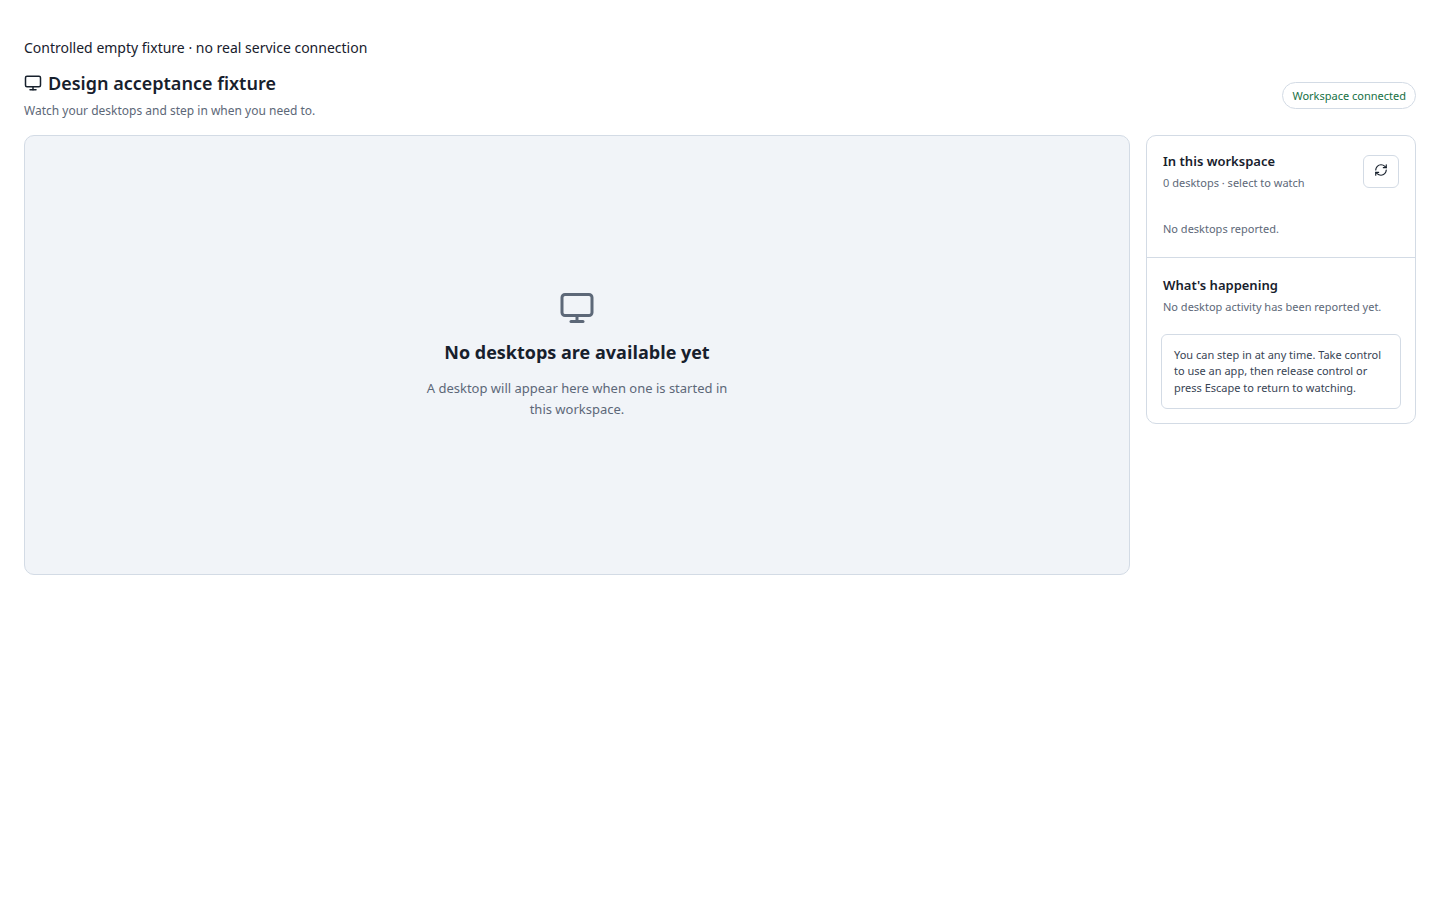 Controlled empty fixture · no real service connection
Design acceptance fixture
Watch your desktops and step in when you need to.
Workspace connected
No desktops are available yet
A desktop will appear here when one is started in
this workspace.
In this workspace
0 desktops · select to watch
No desktops reported.
What's happening
No desktop activity has been reported yet.
You can step in at any time. Take control
to use an app, then release control or
press Escape to return to watching.